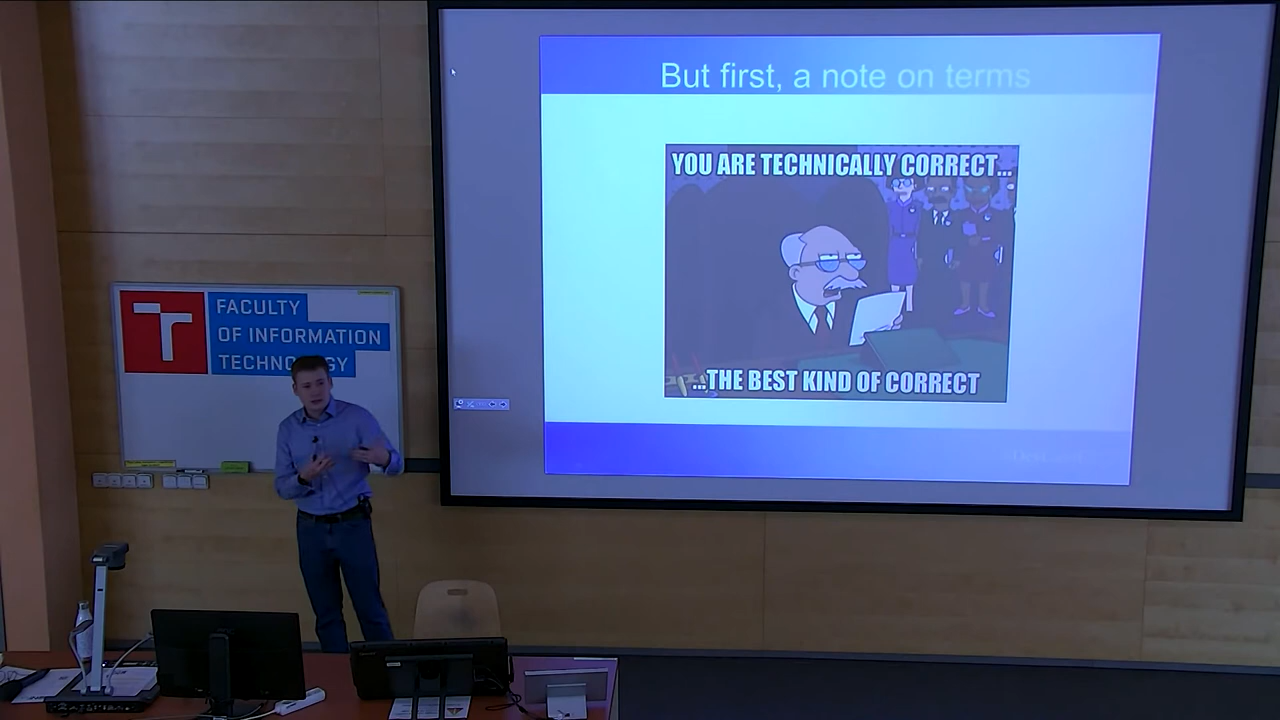 But first, a note on terms
YOU ARE TECHNICALLY CORRECT...
...THE BEST KIND OF CORRECT
FACULTY
OF INFORMATION
TECHNOLOGY